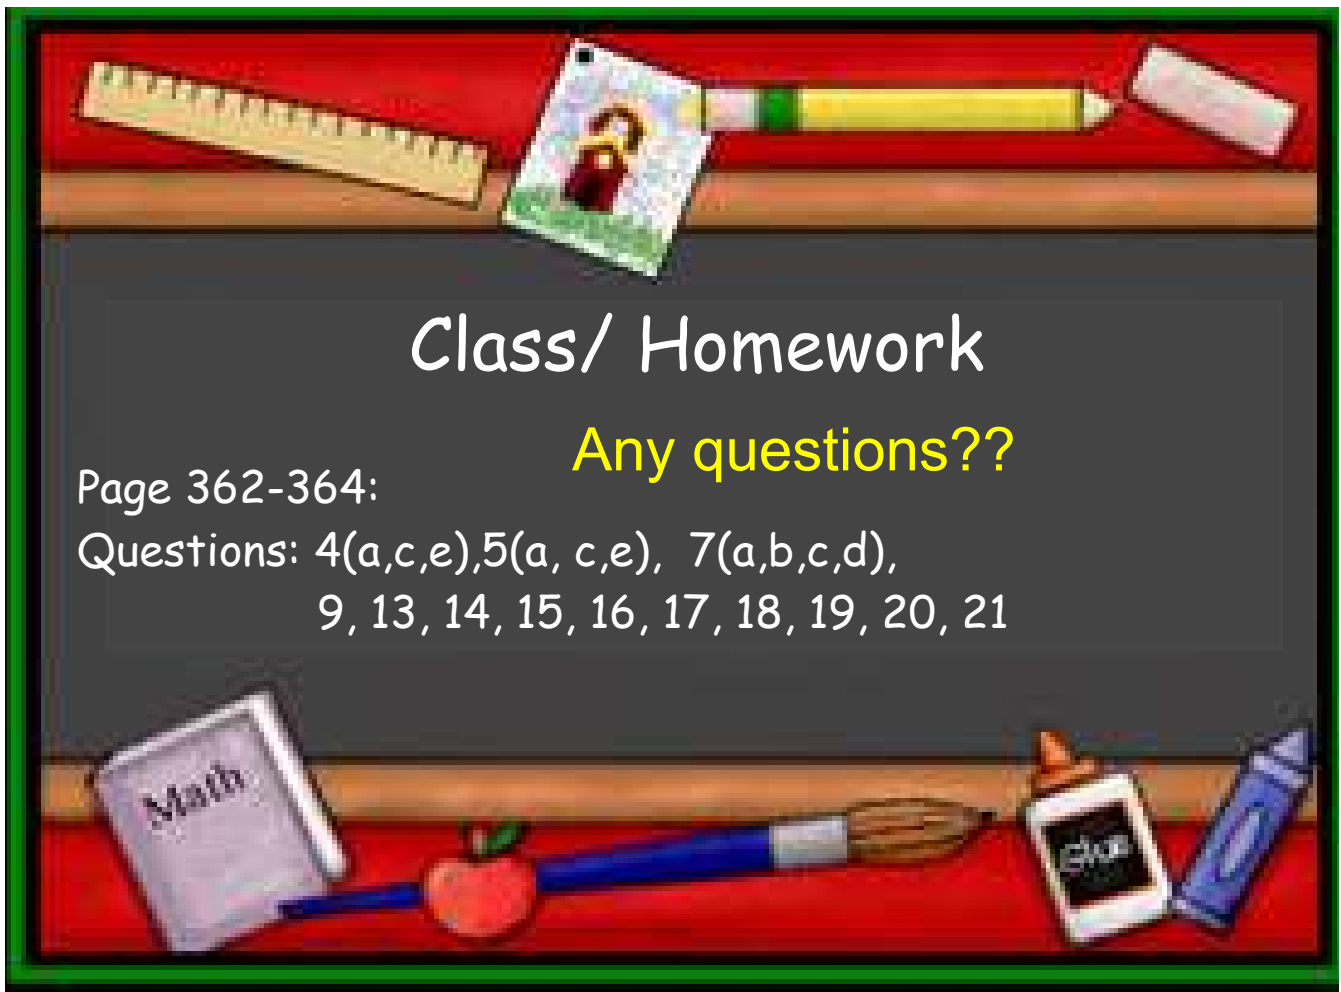 Class/ Homework
Any questions??
Page 362-364:
Questions: 4(a,c,e),5(a, c,e), 7(a,b,c,d),
9, 13, 14, 15, 16, 17, 18, 19, 20, 21
Math
Glue